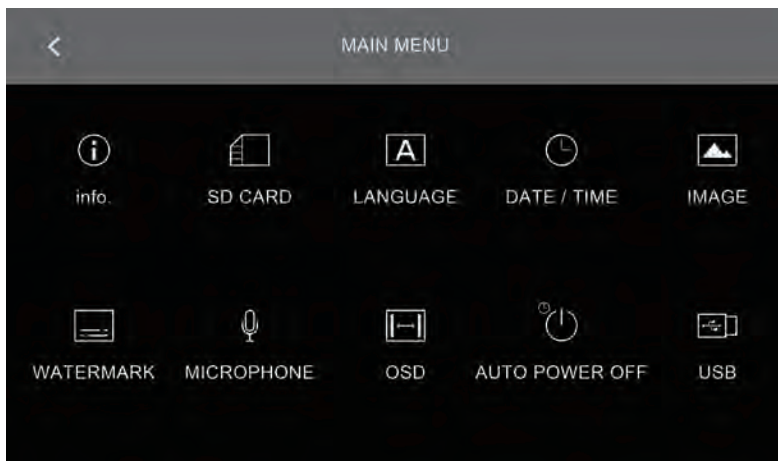 MAIN MENU
info.
SD CARD
LANGUAGE
DATE / TIME
IMAGE
WATERMARK
MICROPHONE
OSD
AUTO POWER OFF
USB